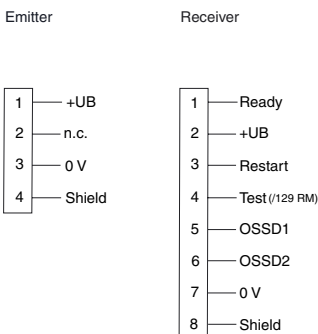 Emitter
Receiver
1 +UB
2 n.c.
3 0 V
4 Shield
1 Ready
2 +UB
3 Restart
4 Test (/129 RM)
5 OSSD1
6 OSSD2
7 0 V
8 Shield